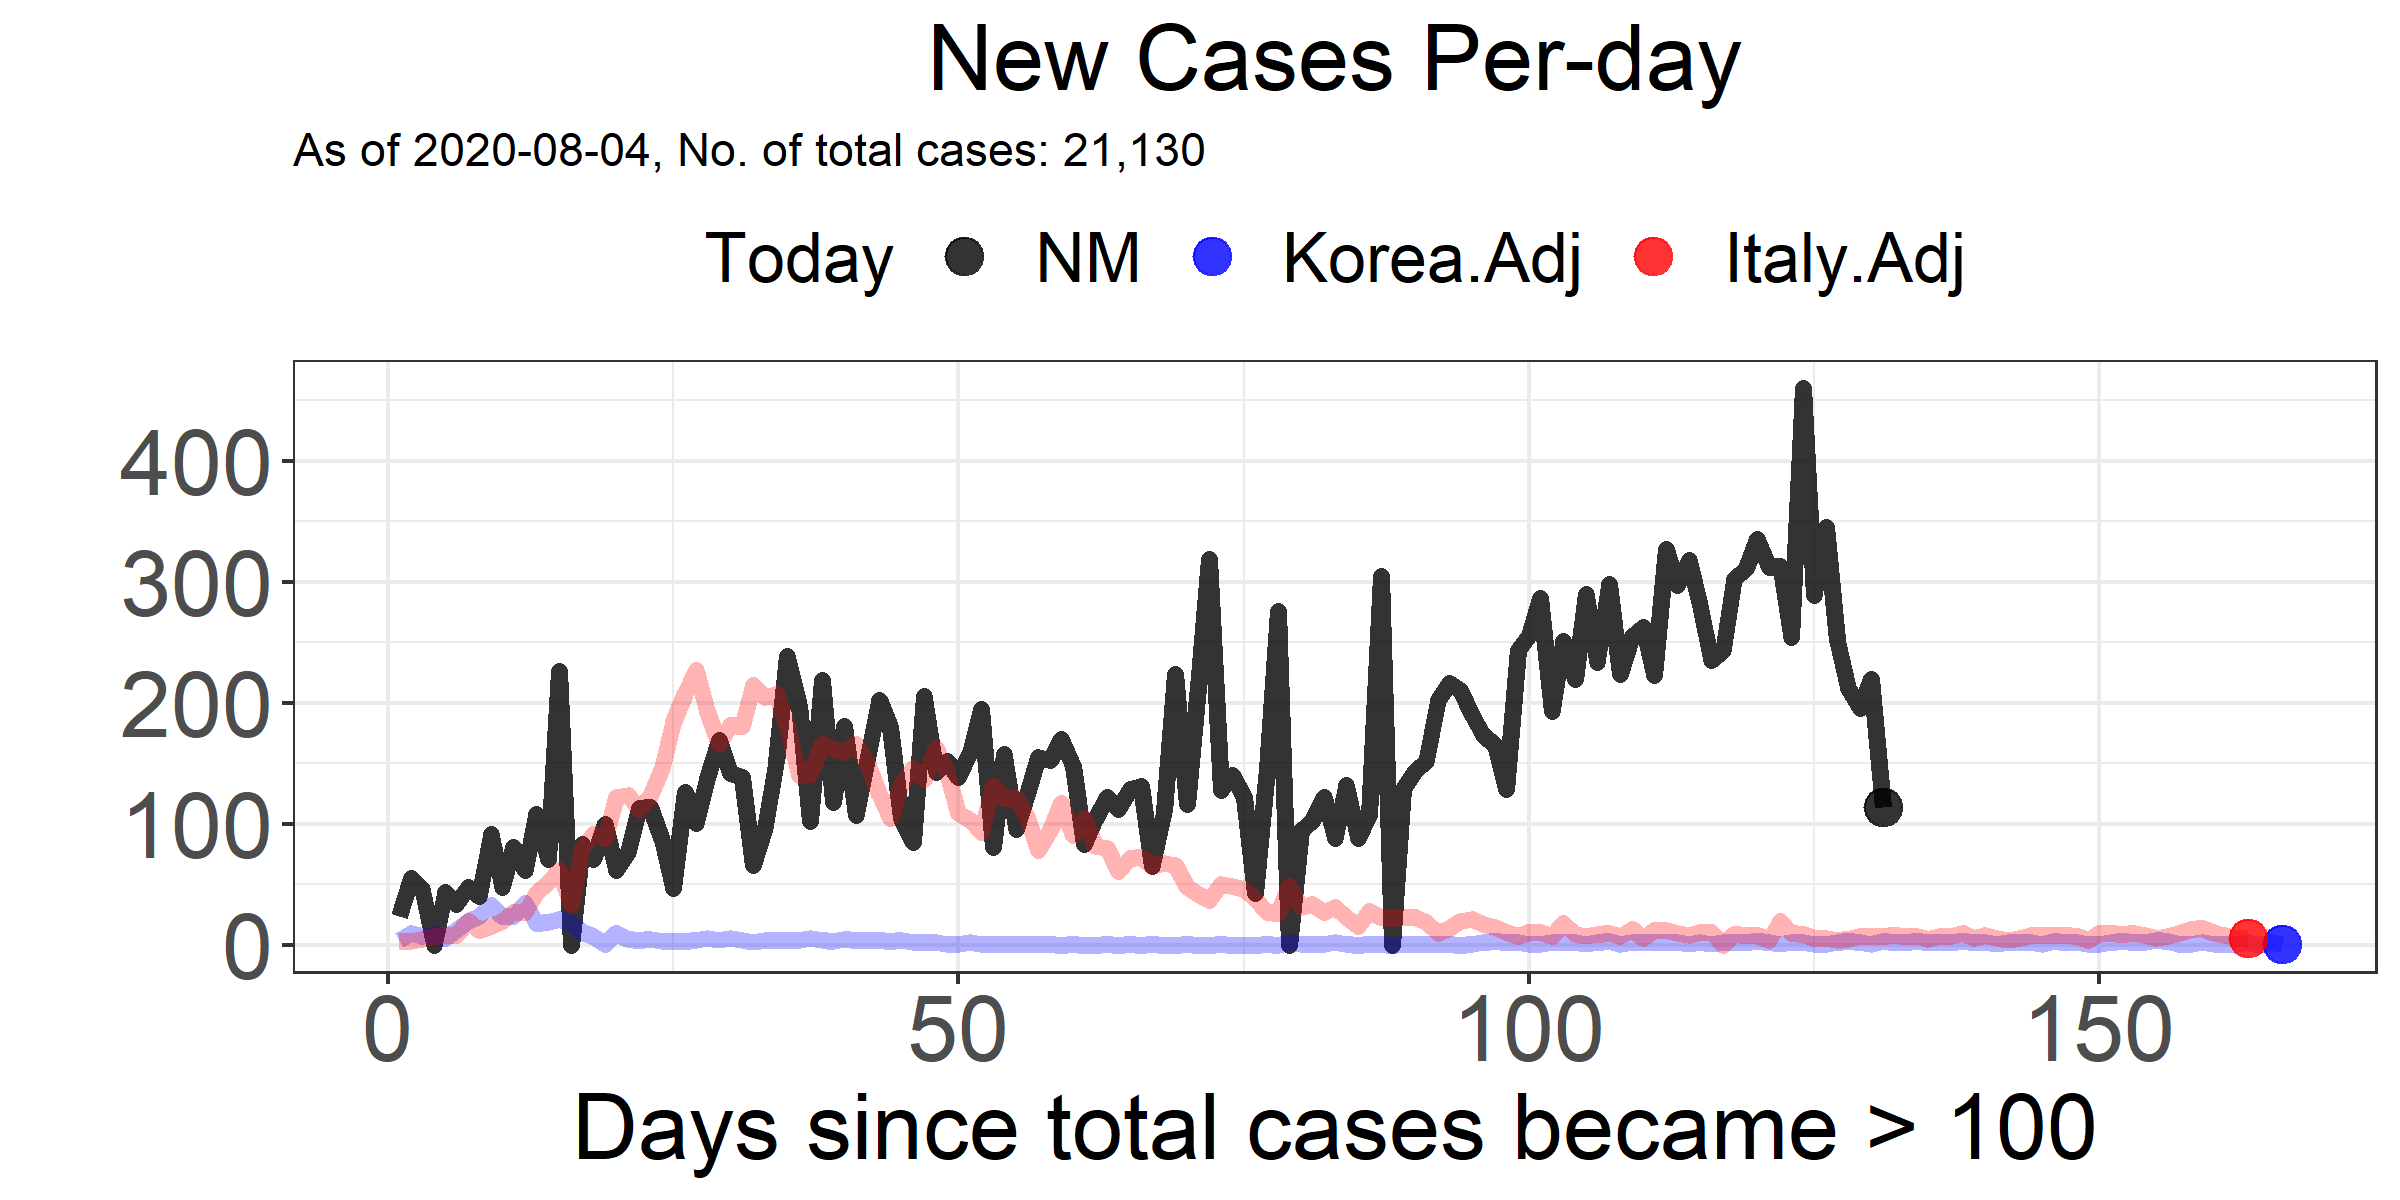 New Cases Per-day
As of 2020-08-04, No. of total cases: 21,130
Today NM Korea.Adj Italy.Adj
400
300
200
100
0
0 50 100 150
Days since total cases became > 100